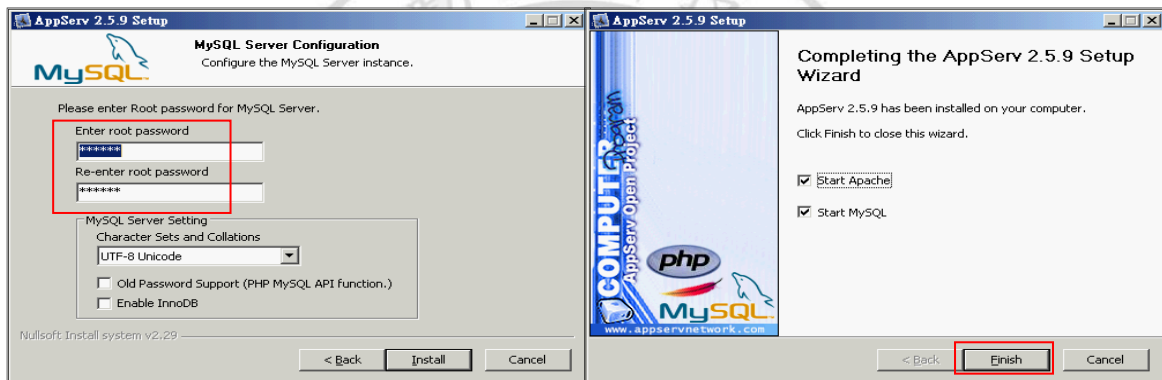 AppServ 2.5.9 Setup
MySQL
MySQL Server Configuration
Configure the MySQL Server instance.
Please enter Root password for MySQL Server.
Enter root password
******
Re-enter root password
******
MySQL Server Setting
Character Sets and Collations
UTF-8 Unicode
Old Password Support (PHP MySQL API function.)
Enable InnoDB
Nullsoft Install system v2.29
< Back
Install
Cancel
AppServ 2.5.9 Setup
COMPUTER
Program
AppServ Open Project
php
MySQL
www.appservnetwork.com
Completing the AppServ 2.5.9 Setup
Wizard
AppServ 2.5.9 has been installed on your computer.
Click Finish to close this wizard.
Start Apache
Start MySQL
< Back
Finish
Cancel